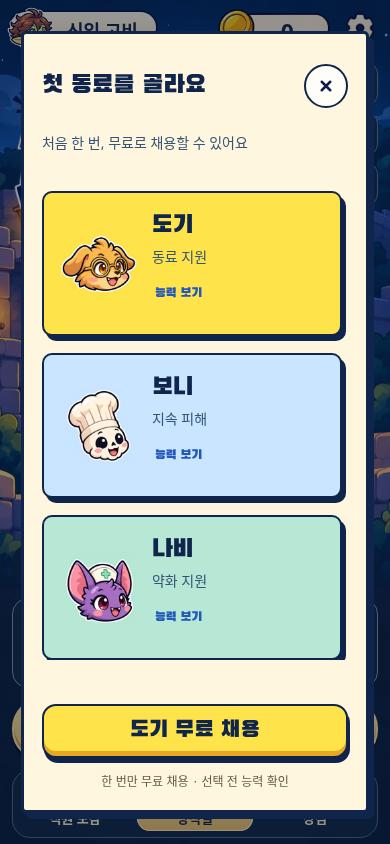 첫 동료를 골라요
처음 한 번, 무료로 채용할 수 있어요
도기
동료 지원
능력 보기
보니
지속 피해
능력 보기
나비
약화 지원
능력 보기
도기 무료 채용
한 번만 무료 채용 · 선택 전 능력 확인